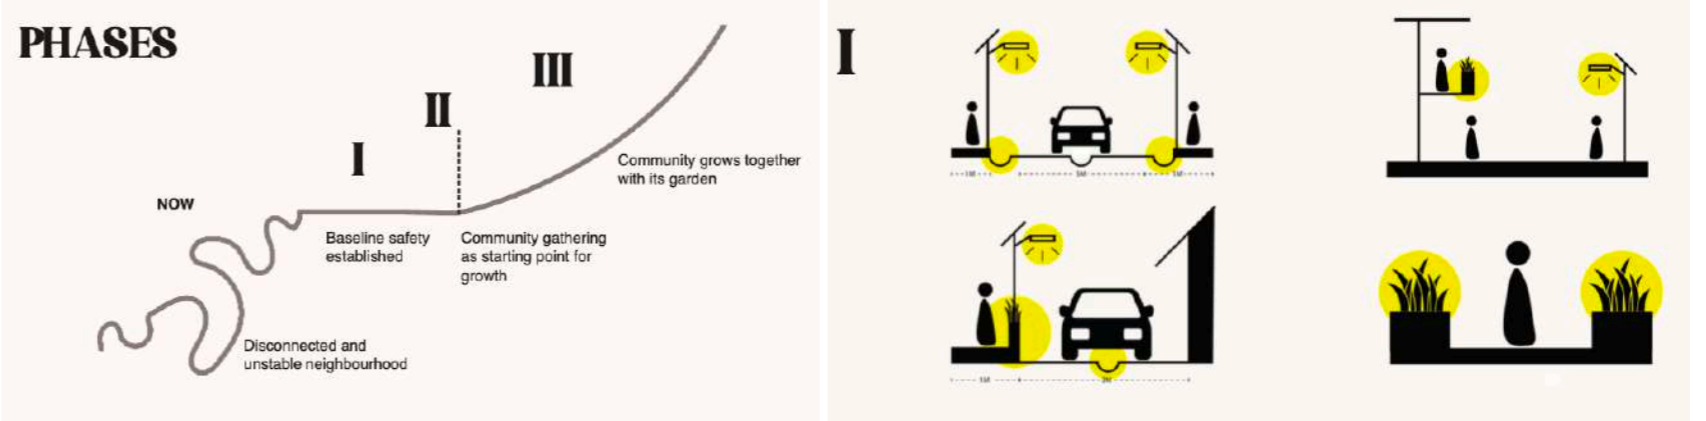 PHASES
I
II
III
NOW
Baseline safety
established
Community gathering
as starting point for
growth
Community grows together
with its garden
Disconnected and
unstable neighbourhood
I